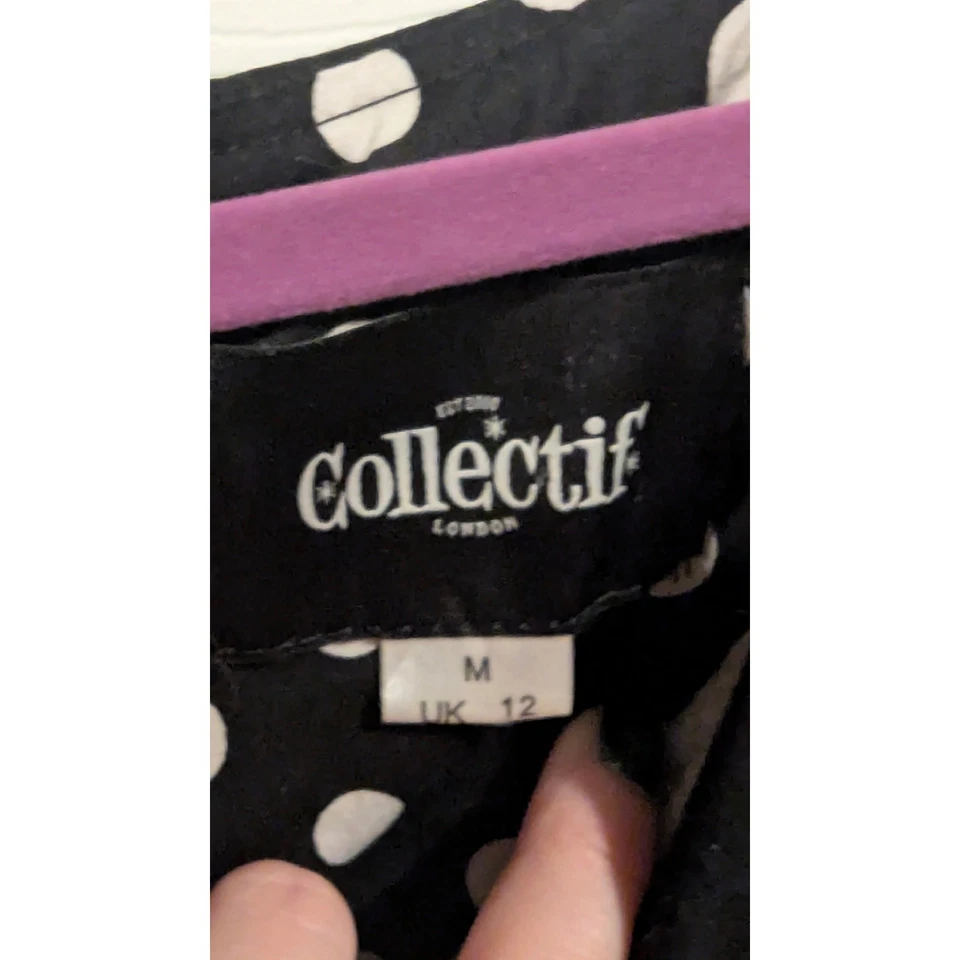 EST 2000
Collectif
LONDON
M
UK 12